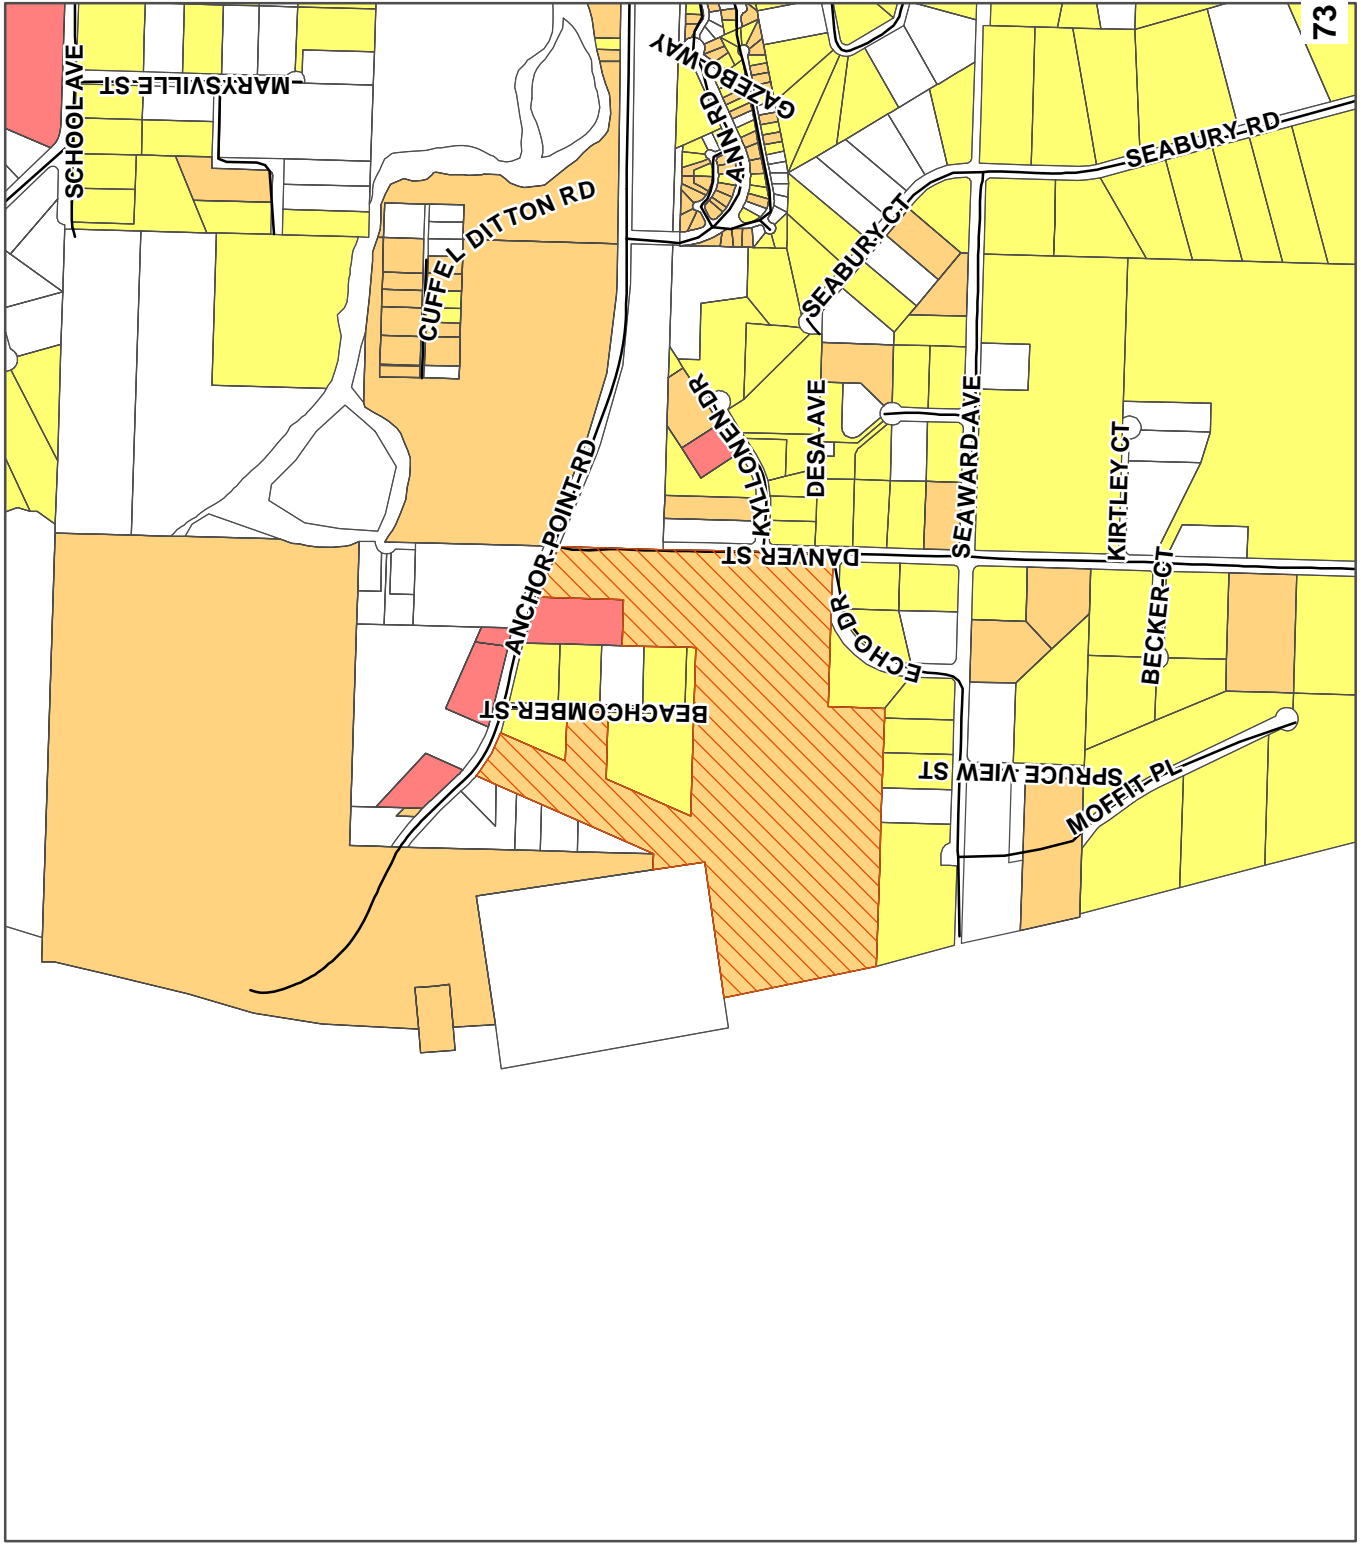 73
SCHOOL AVE
MARYSVILLE ST
GAZEBO WAY
ANN RD
SEABURY RD
CUFFEL DITTON RD
SEABURY CT
KYLLONEN DR
DESA AVE
SEAWARD AVE
KIRTLEY CT
ANCHOR POINT RD
DANVER ST
ECHO DR
BECKER CT
BEACHCOMBER ST
SPRUCE VIEW ST
MOFFIT PL